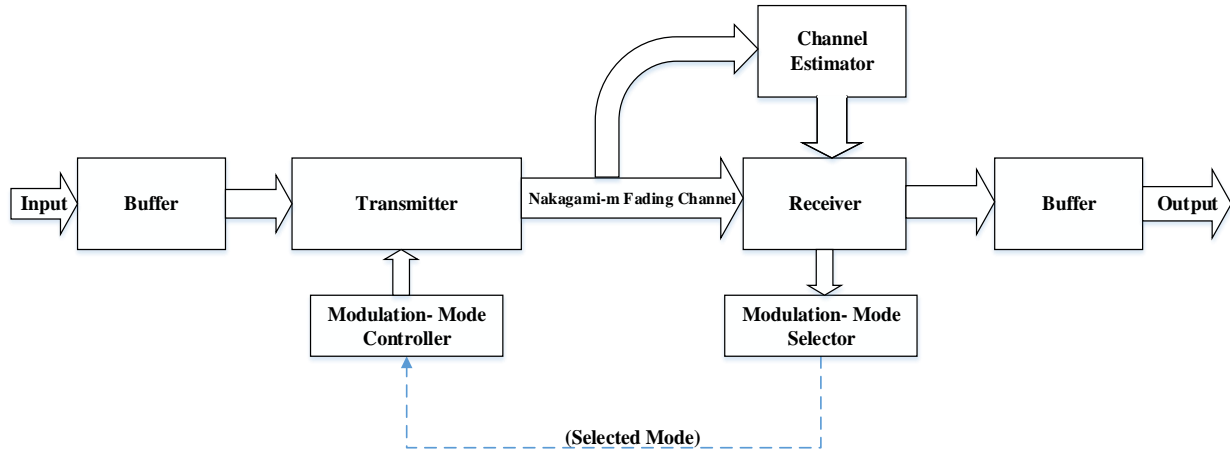 Channel
Estimator
Input
Buffer
Transmitter
Nakagami-m Fading Channel
Receiver
Buffer
Output
Modulation- Mode
Controller
Modulation- Mode
Selector
(Selected Mode)